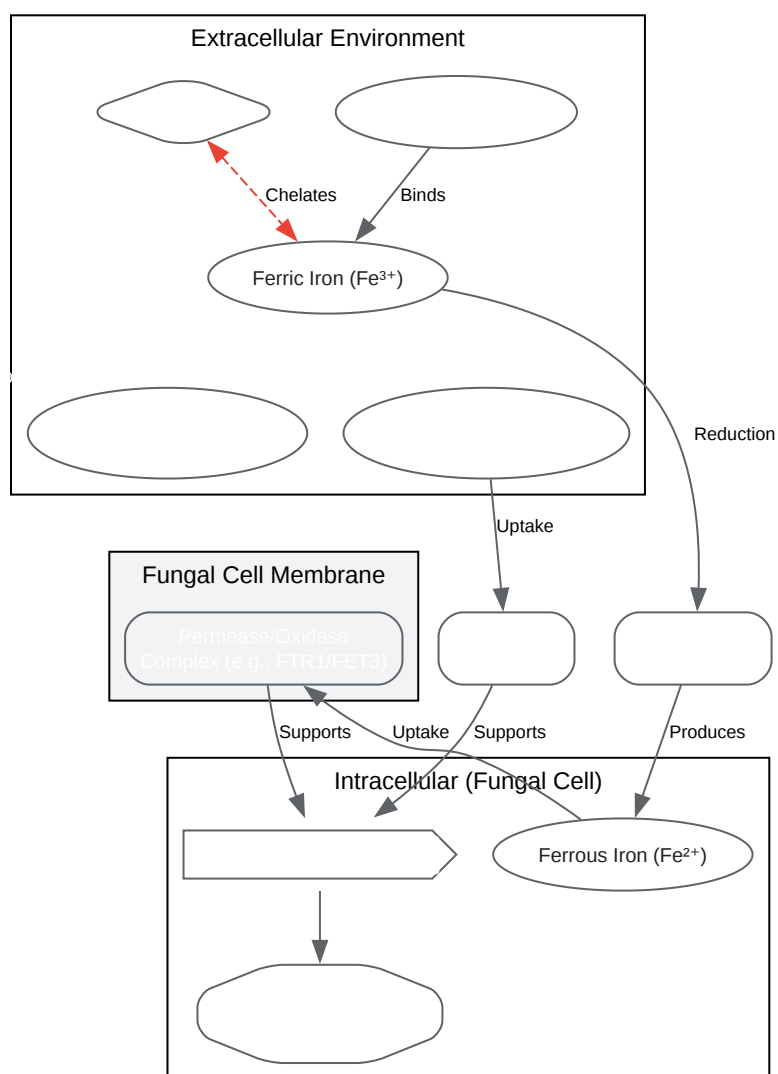 Extracellular Environment
Chelates
Binds
Ferric Iron (Fe³⁺)
Reduction
Uptake
Fungal Cell Membrane
Permease/Oxidase
Complex (e.g., FTR1/FET3)
Supports
Uptake
Supports
Produces
Intracellular (Fungal Cell)
Ferrous Iron (Fe²⁺)